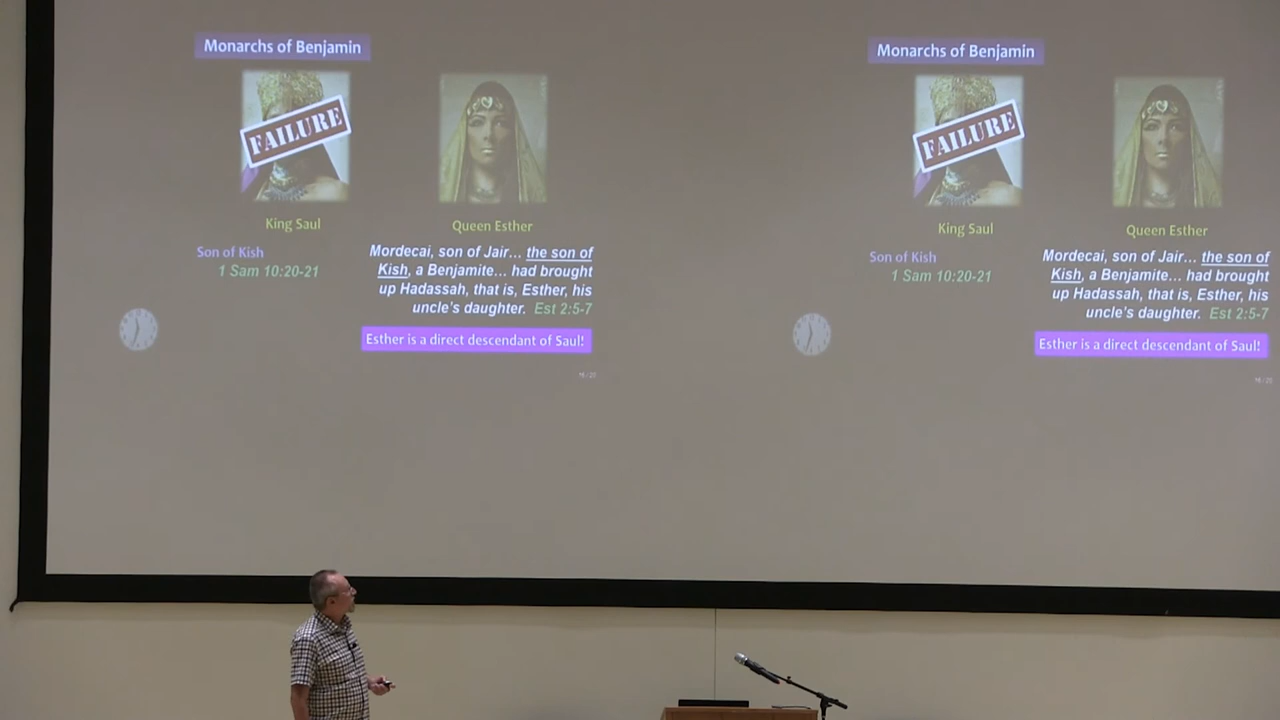 Monarchs of Benjamin
FAILURE
King Saul
Son of Kish
1 Sam 10:20-21
Queen Esther
Mordecai, son of Jair… the son of
Kish, a Benjamite… had brought
up Hadassah, that is, Esther, his
uncle's daughter. Est 2:5-7
Esther is a direct descendant of Saul!
Monarchs of Benjamin
FAILURE
King Saul
Son of Kish
1 Sam 10:20-21
Queen Esther
Mordecai, son of Jair… the son of
Kish, a Benjamite… had brought
up Hadassah, that is, Esther, his
uncle's daughter. Est 2:5-7
Esther is a direct descendant of Saul!